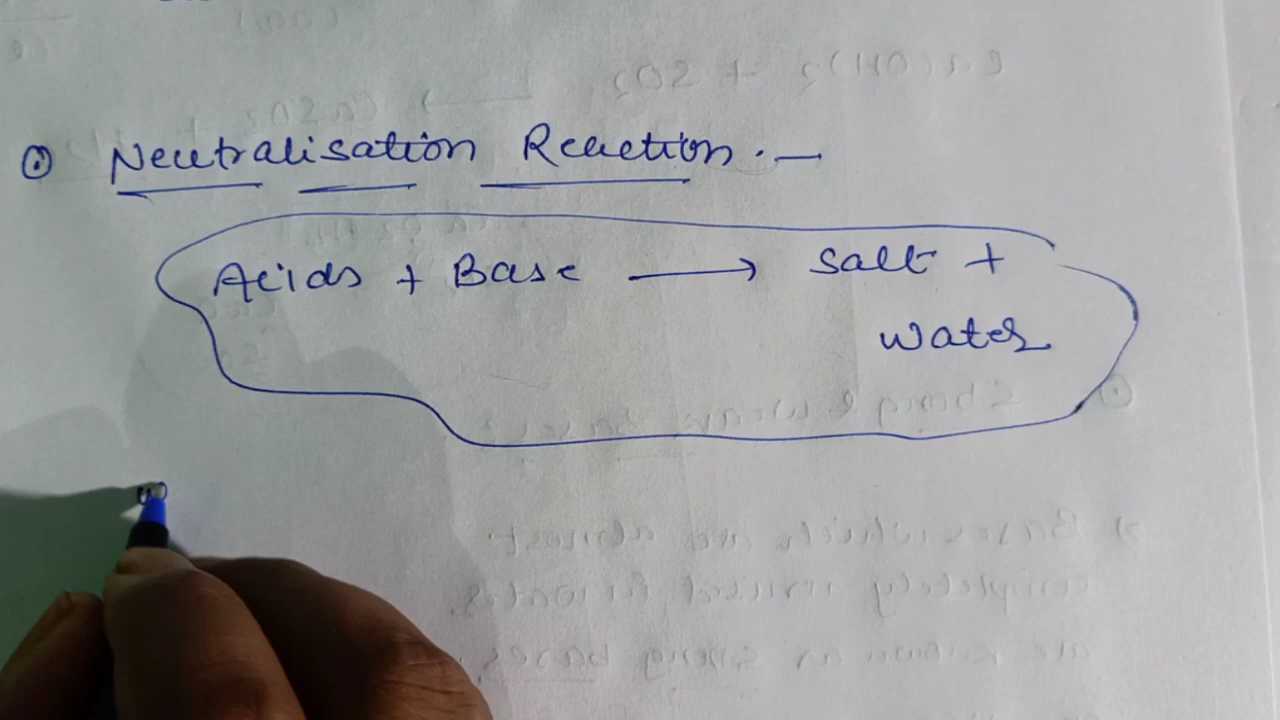 ⊙ Neutralisation Reaction. —
Acids + Base ⟶ Salt +
Water